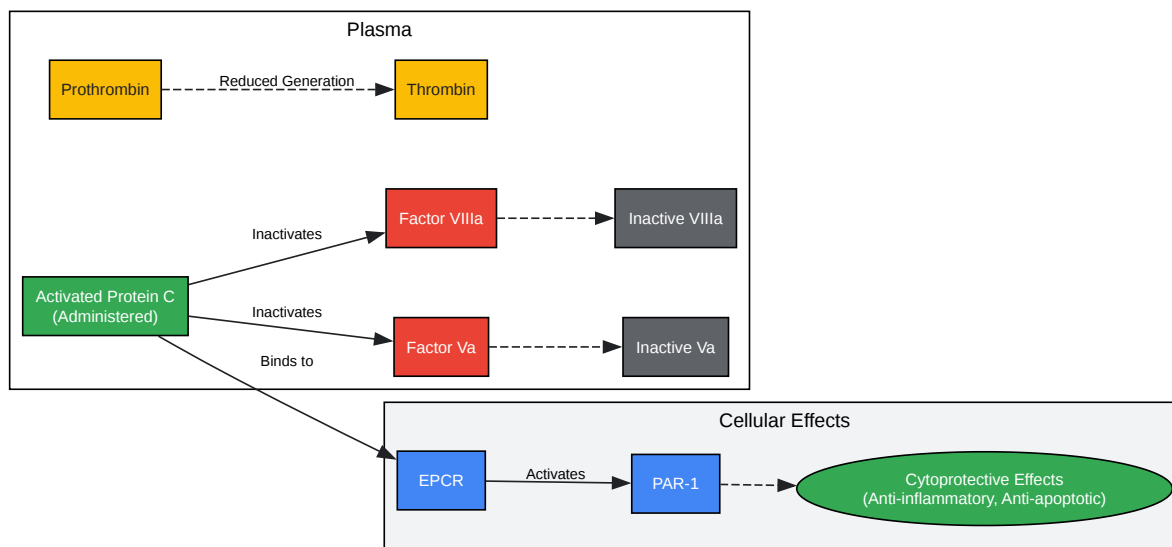 Plasma
Prothrombin
Reduced Generation
Thrombin
Factor VIIIa
Inactive VIIIa
Inactivates
Activated Protein C
(Administered)
Inactivates
Factor Va
Inactive Va
Binds to
Cellular Effects
EPCR
Activates
PAR-1
Cytoprotective Effects
(Anti-inflammatory, Anti-apoptotic)